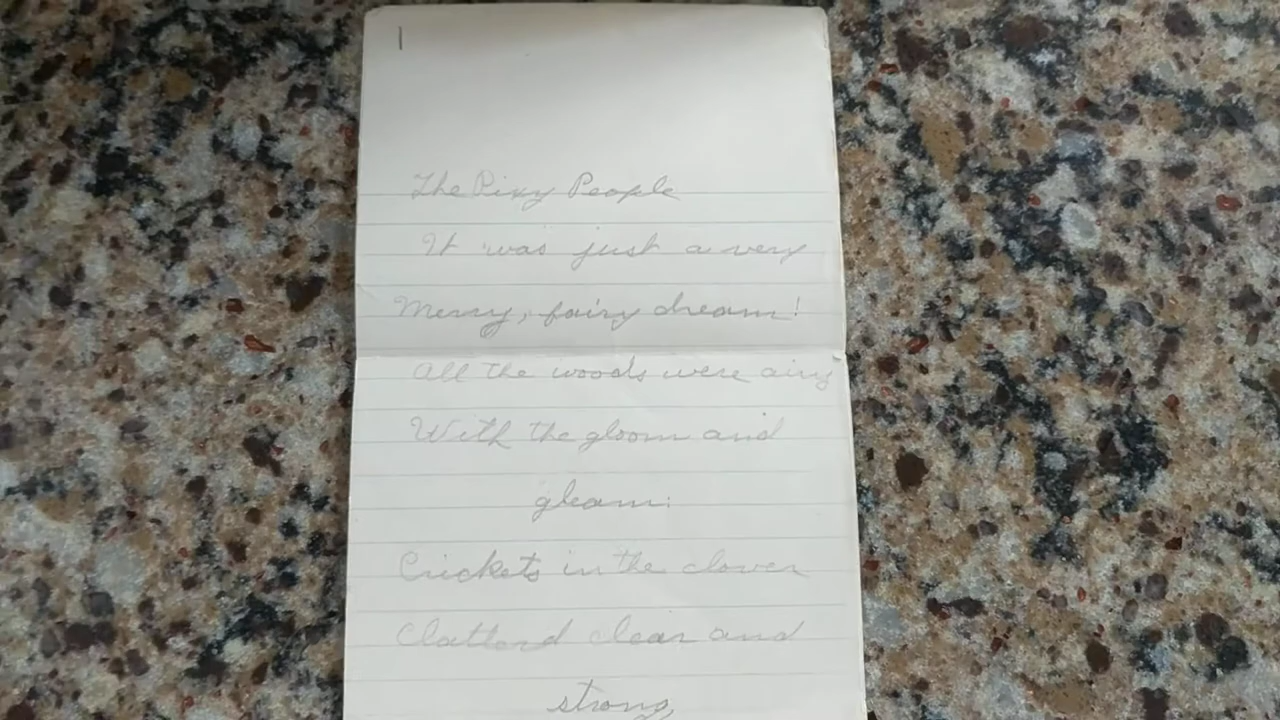 The Pixy People
It was just a very
Merry, fairy dream!
All the woods were airy
With the gloom and
gleam:
Crickets in the clover
Clattered clear and
strong,